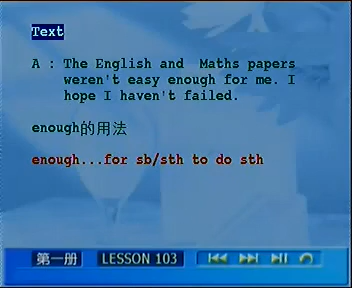 Text
A : The English and Maths papers
weren't easy enough for me. I
hope I haven't failed.
enough的用法
enough...for sb/sth to do sth
第一册 LESSON 103